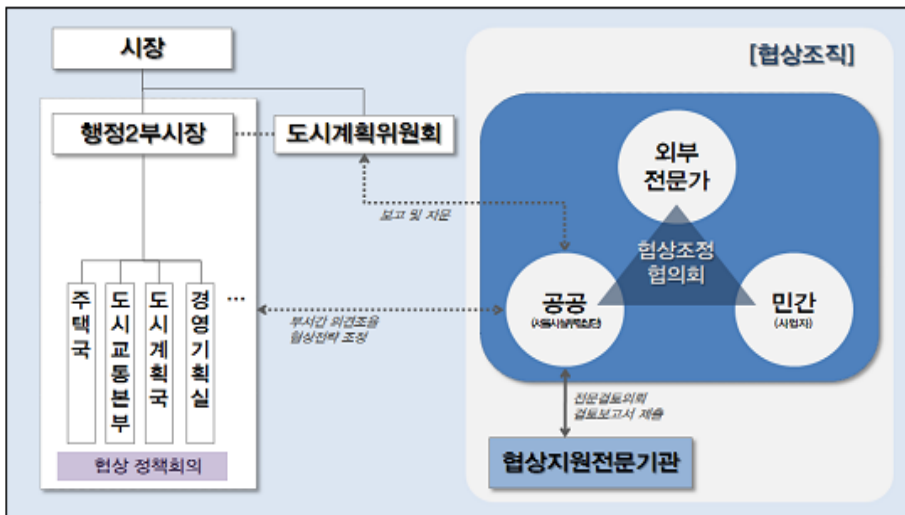 시장
[협상조직]
행정2부시장
도시계획위원회
외부
전문가
보고 및 자문
협상조정
협의회
공공
민간
(사업자)
주택국
도시교통본부
도시계획국
경영기획실
...
부서간 의견조율
협상전략 조정
전문검토의뢰
검토보고서 제출
협상 정책회의
협상지원전문기관